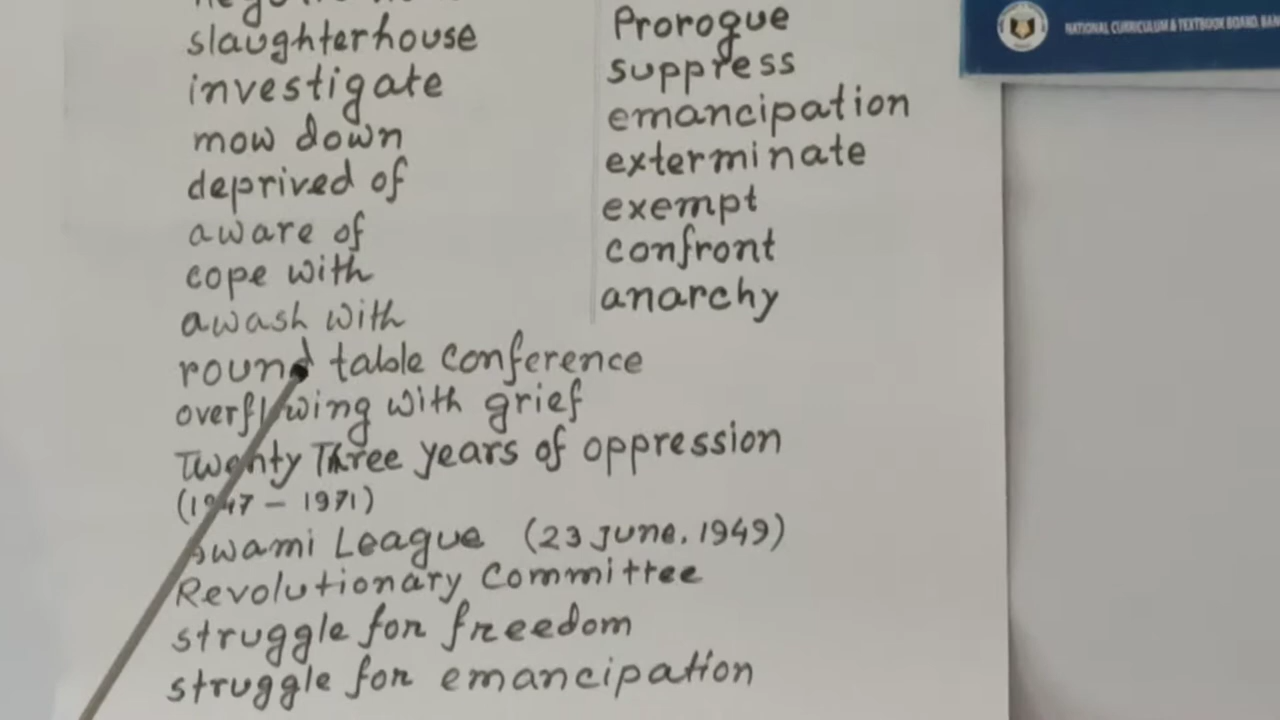 slaughterhouse
investigate
mow down
deprived of
aware of
cope with
awash with
Prorogue
suppress
emancipation
exterminate
exempt
confront
anarchy
round table conference
overflowing with grief
Twenty Three years of oppression
(1947 - 1971)
Awami League (23 June, 1949)
Revolutionary Committee
struggle for freedom
struggle for emancipation
NATIONAL CURRICULUM & TEXTBOOK BOARD, BAN